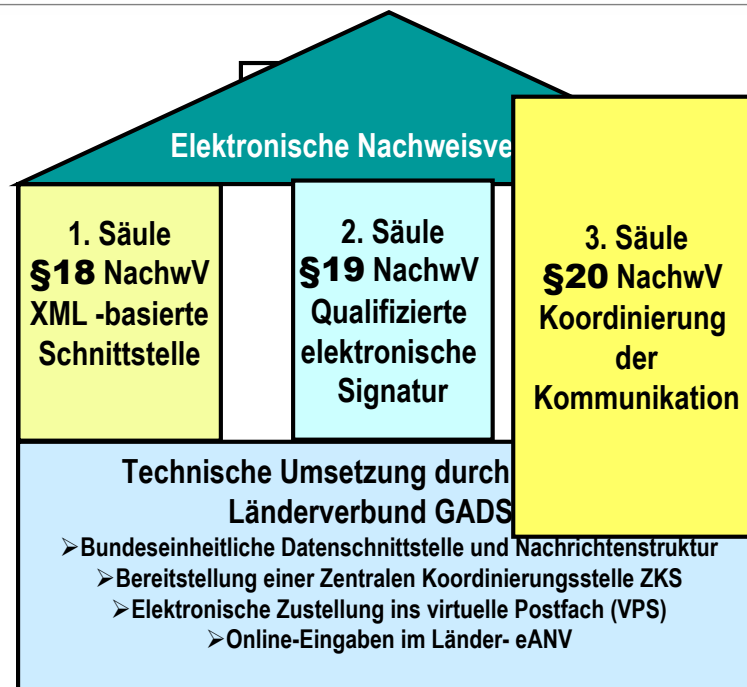 Elektronische Nachweisve
1. Säule
§18 NachwV
XML -basierte
Schnittstelle
2. Säule
§19 NachwV
Qualifizierte
elektronische
Signatur
3. Säule
§20 NachwV
Koordinierung
der
Kommunikation
Technische Umsetzung durch
Länderverbund GADS
➢Bundeseinheitliche Datenschnittstelle und Nachrichtenstruktur
➢Bereitstellung einer Zentralen Koordinierungsstelle ZKS
➢Elektronische Zustellung ins virtuelle Postfach (VPS)
➢Online-Eingaben im Länder- eANV